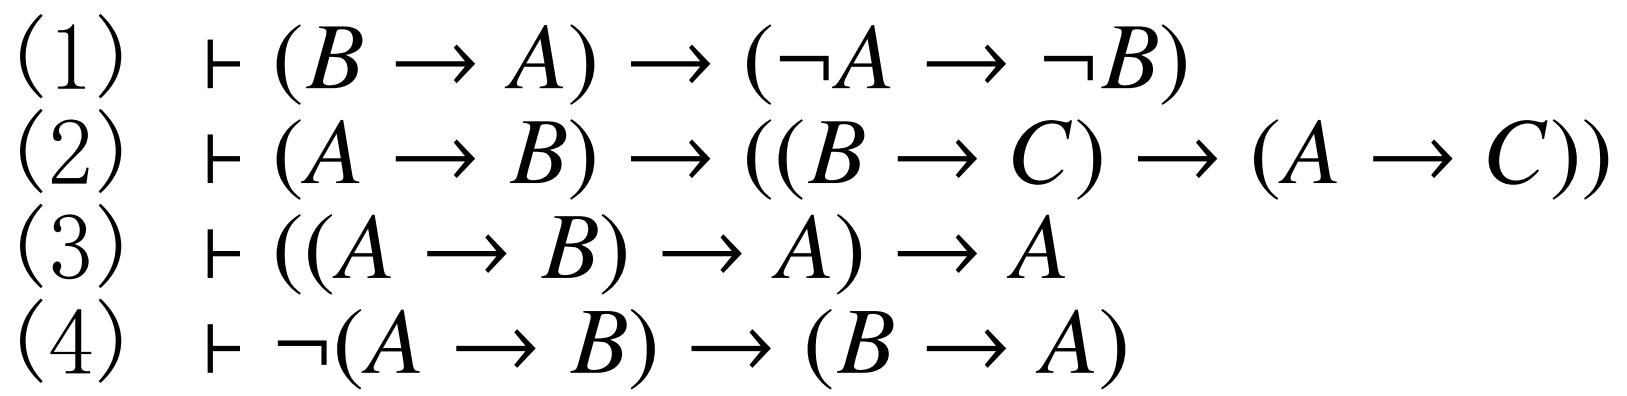 (1) ⊢ (B → A) → (¬A → ¬B)
(2) ⊢ (A → B) → ((B → C) → (A → C))
(3) ⊢ ((A → B) → A) → A
(4) ⊢ ¬(A → B) → (B → A)